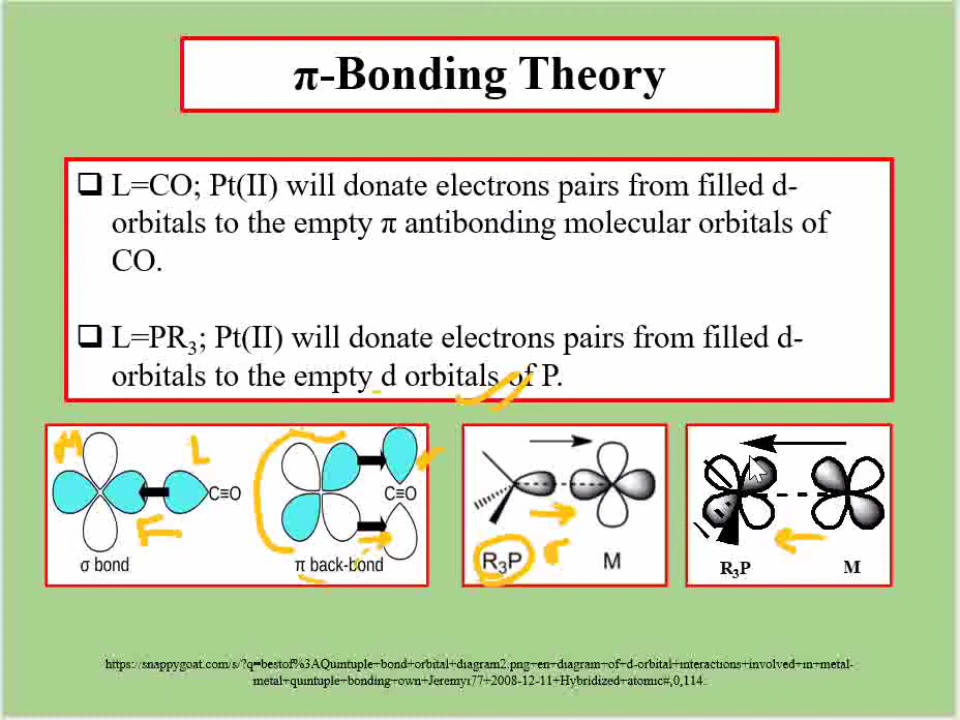 π-Bonding Theory
❑ L=CO; Pt(II) will donate electrons pairs from filled d-
orbitals to the empty π antibonding molecular orbitals of
CO.
❑ L=PR₃; Pt(II) will donate electrons pairs from filled d-
orbitals to the empty d orbitals of P.
M L
C≡O C≡O
σ bond π back-bond
R₃P M
R₃P M
https://snappygoat.com/s/?q=bestof%3AQuintuple+bond+orbital+diagram2.png+en+diagram+of+d-orbital+interactions+involved+in+metal-
metal+quintuple+bonding+own+Jeremy177+2008-12-11+Hybridized+atomic#,0,114.